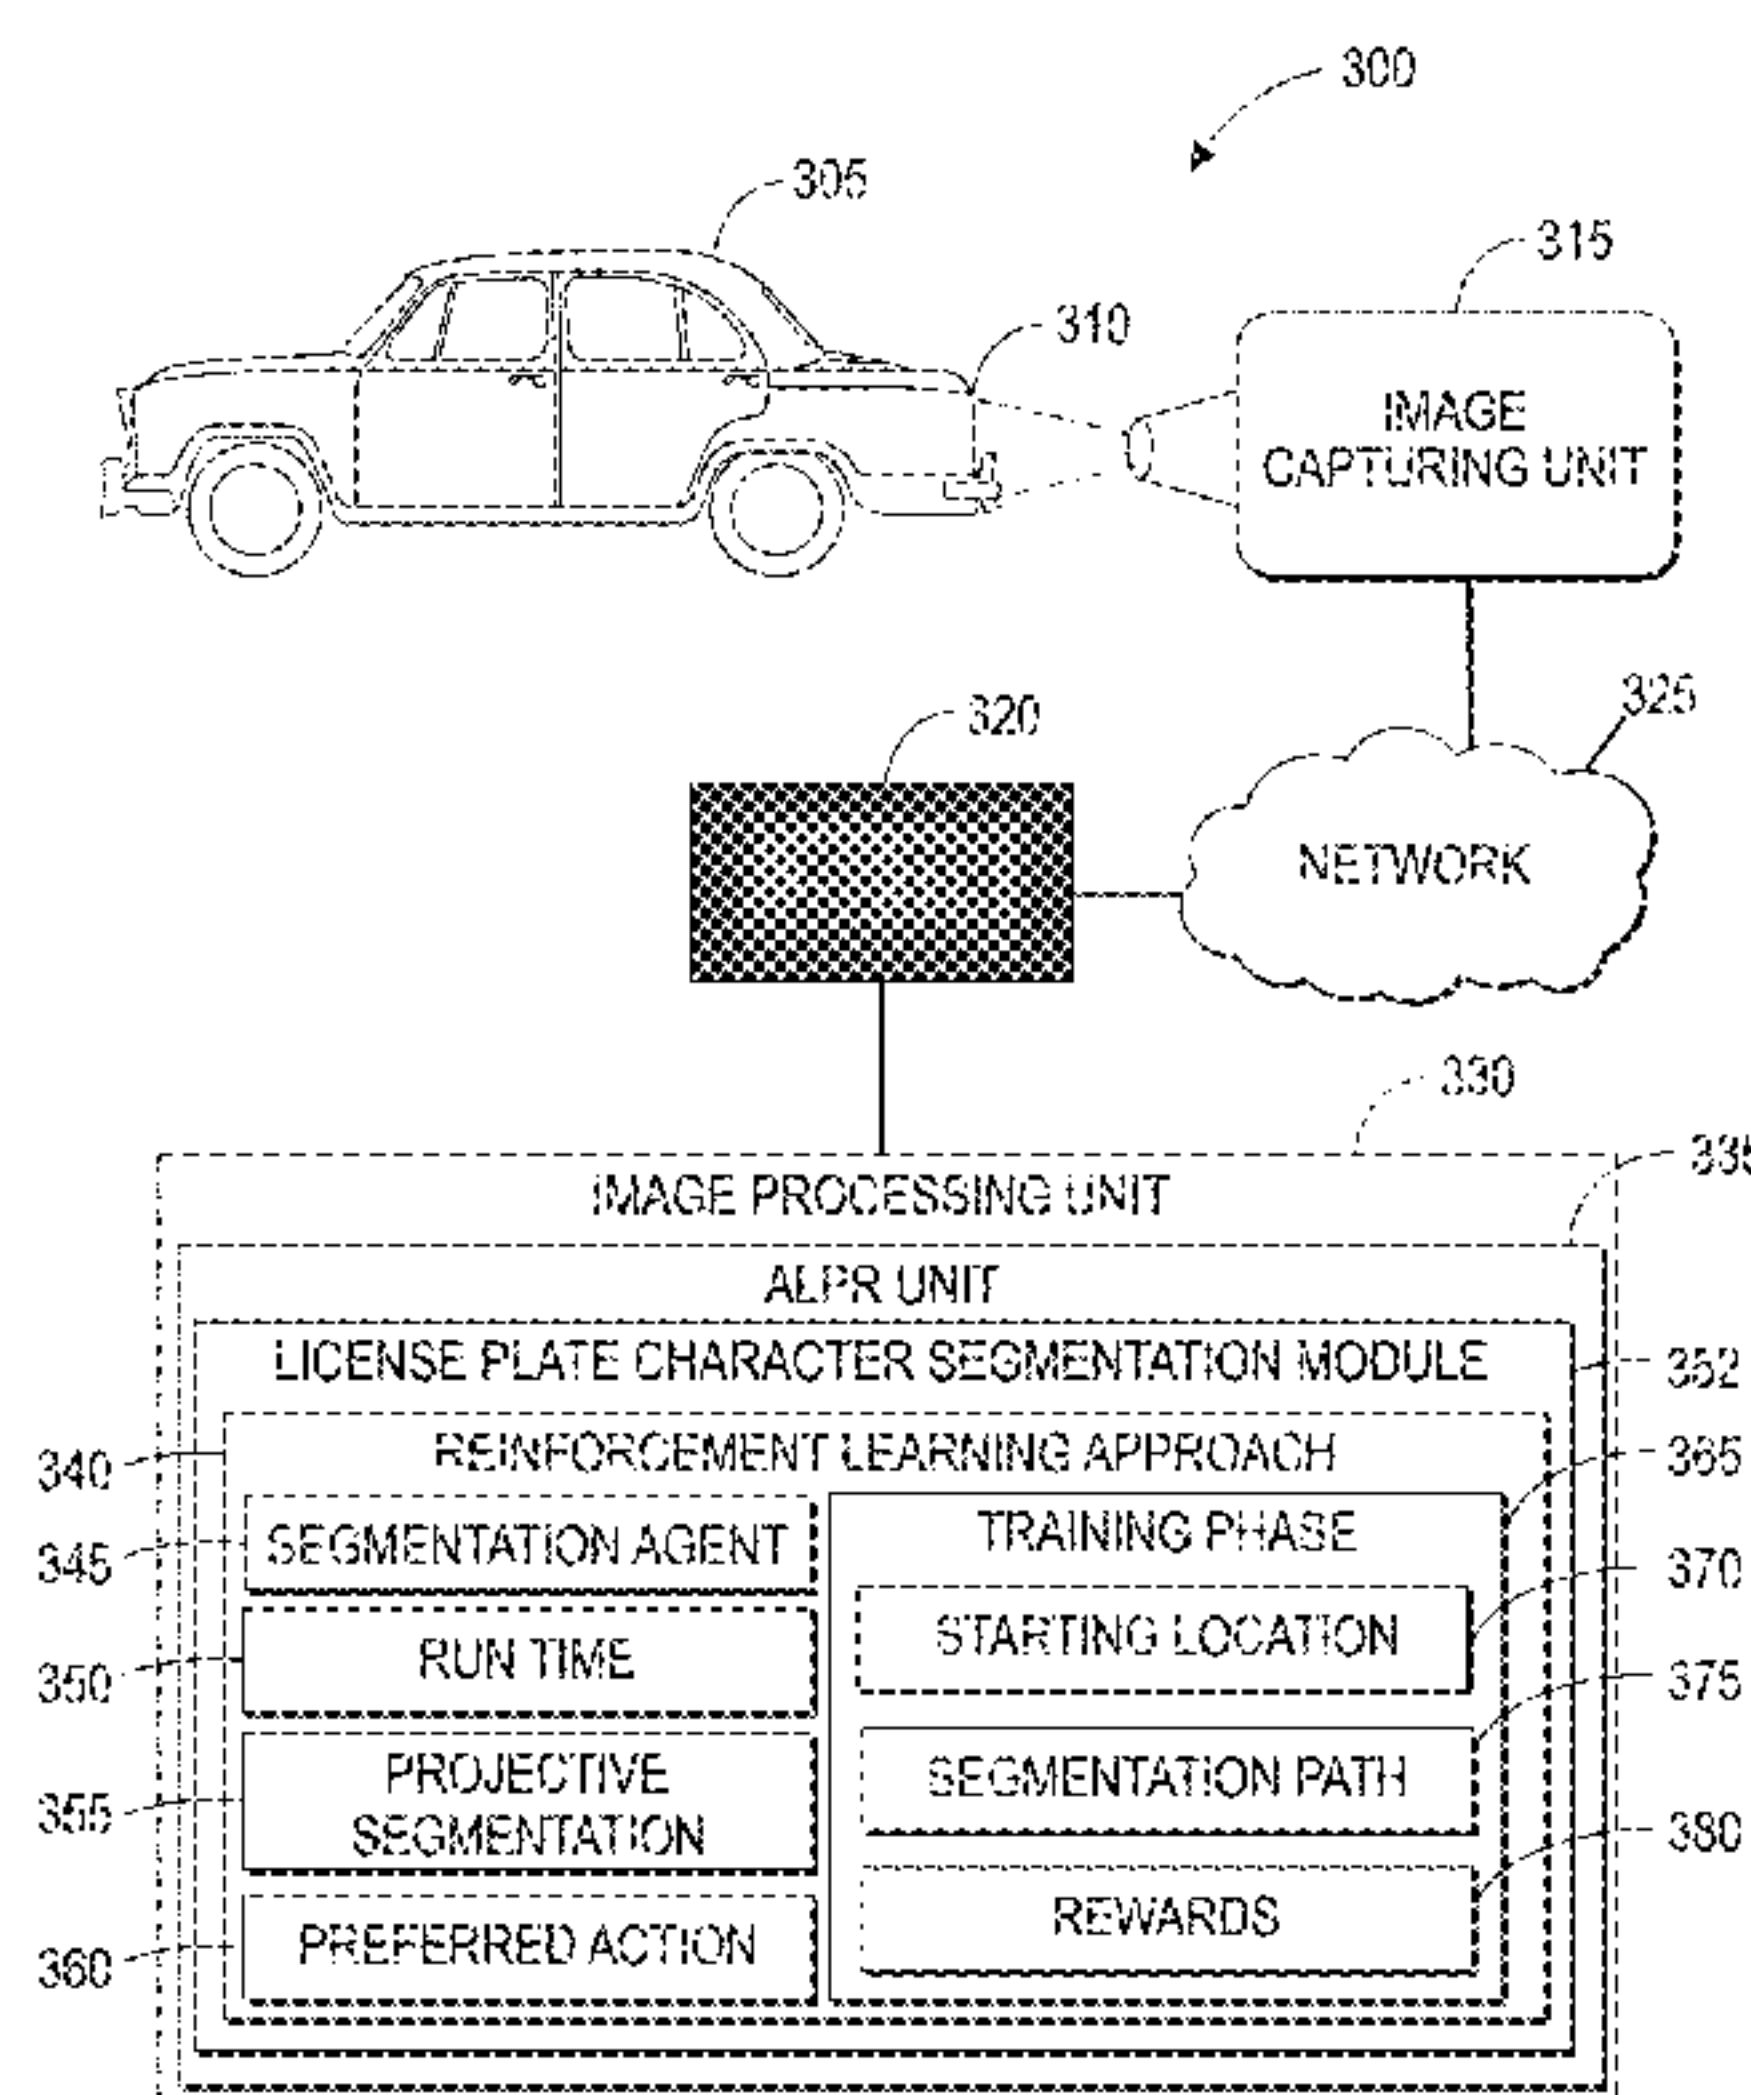 300
305
315
310
IMAGE
CAPTURING UNIT
325
320
NETWORK
330
335
IMAGE PROCESSING UNIT
ALPR UNIT
LICENSE PLATE CHARACTER SEGMENTATION MODULE
352
340
REINFORCEMENT LEARNING APPROACH
365
345
SEGMENTATION AGENT
TRAINING PHASE
370
350
RUN TIME
STARTING LOCATION
375
355
PROJECTIVE
SEGMENTATION
SEGMENTATION PATH
380
360
PREFERRED ACTION
REWARDS